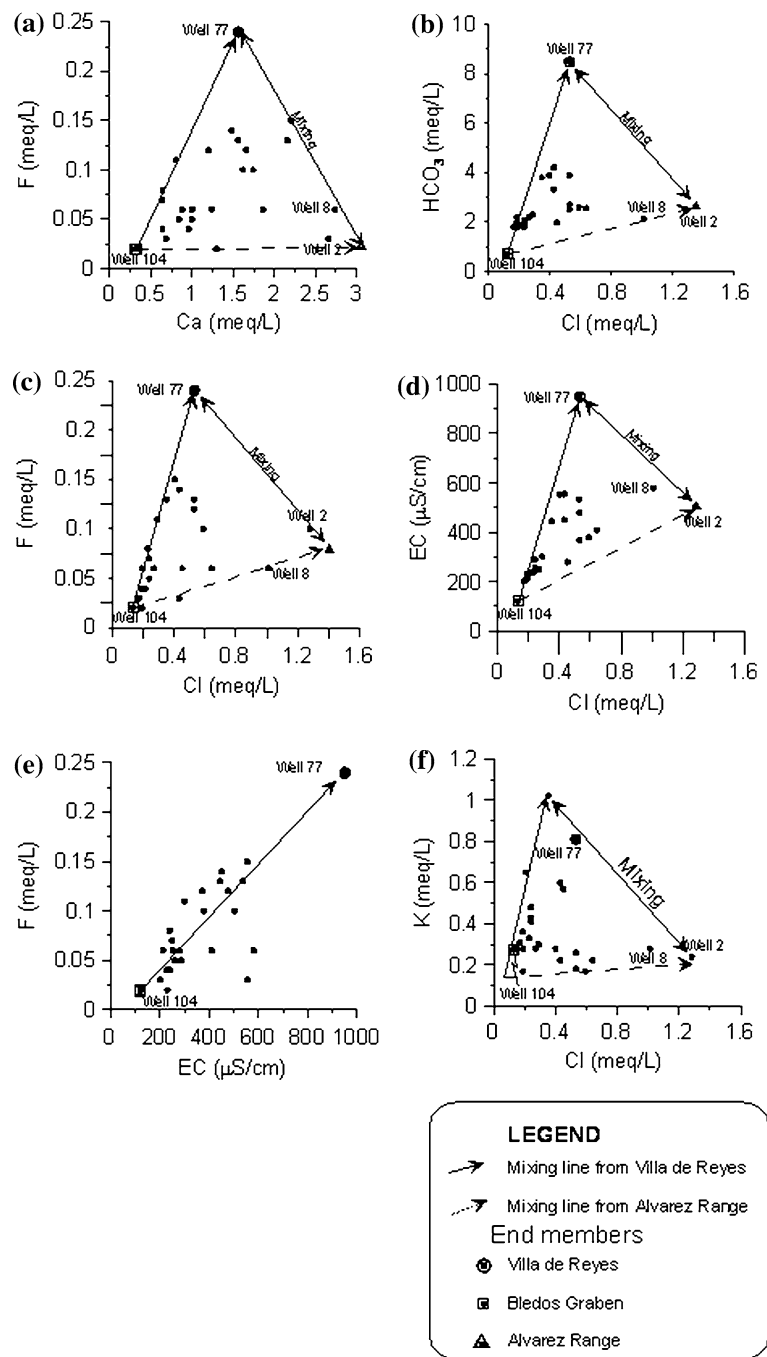 (a)
Well 77
0.25
0.2
0.15
0.1
0.05
0
F (meq/L)
Mixing
Well 8
Well 2
Well 104
0 0.5 1 1.5 2 2.5 3
Ca (meq/L)
(b)
Well 77
10
8
6
4
2
0
HCO3 (meq/L)
Mixing
Well 8
Well 2
Well 104
0 0.4 0.8 1.2 1.6
Cl (meq/L)
(c)
Well 77
0.25
0.2
0.15
0.1
0.05
0
F (meq/L)
Mixing
Well 2
Well 8
Well 104
0 0.4 0.8 1.2 1.6
Cl (meq/L)
(d)
Well 77
1000
800
600
400
200
0
EC (μS/cm)
Mixing
Well 8
Well 2
Well 104
0 0.4 0.8 1.2 1.6
Cl (meq/L)
(e)
Well 77
0.25
0.2
0.15
0.1
0.05
0
F (meq/L)
Well 104
0 200 400 600 800 1000
EC (μS/cm)
(f)
1.2
1
0.8
0.6
0.4
0.2
0
K (meq/L)
Well 77
Mixing
Well 2
Well 8
Well 104
0 0.4 0.8 1.2 1.6
Cl (meq/L)
LEGEND
Mixing line from Villa de Reyes
Mixing line from Alvarez Range
End members
Villa de Reyes
Bledos Graben
Alvarez Range